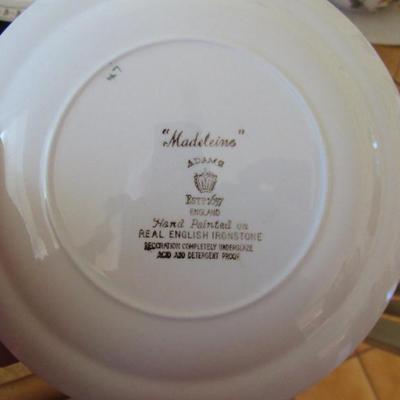 "Madeleine"
ADAMS
ESTD 1657
ENGLAND
Hand Painted on
REAL ENGLISH IRONSTONE
DECORATION COMPLETELY UNDERGLAZE
ACID AND DETERGENT PROOF